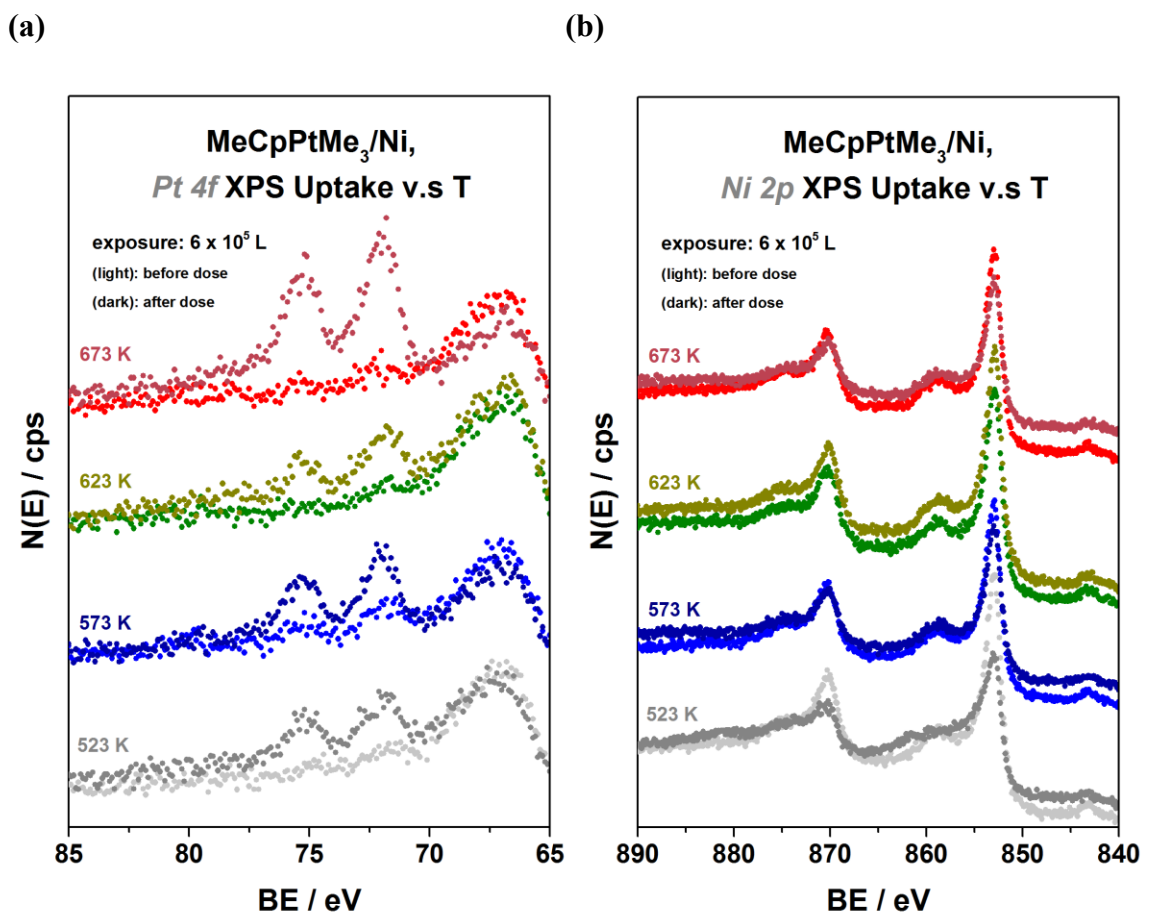 (a)
MeCpPtMe3/Ni,
Pt 4f XPS Uptake v.s T
exposure: 6 x 10^5 L
(light): before dose
(dark): after dose
673 K
623 K
573 K
523 K
N(E) / cps
85 80 75 70 65
BE / eV
(b)
MeCpPtMe3/Ni,
Ni 2p XPS Uptake v.s T
exposure: 6 x 10^5 L
(light): before dose
(dark): after dose
673 K
623 K
573 K
523 K
N(E) / cps
890 880 870 860 850 840
BE / eV